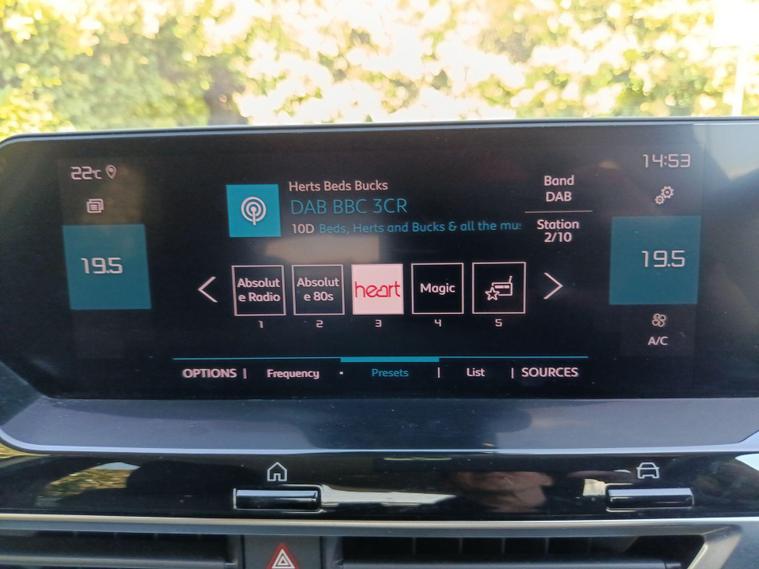 22°C
14:53
Herts Beds Bucks
DAB BBC 3CR
10D Beds, Herts and Bucks & all the mu
Band
DAB
Station
2/10
19.5
19.5
Absolut
e Radio
Absolut
e 80s
heart
Magic
1 2 3 4 5
A/C
OPTIONS | Frequency • Presets | List | SOURCES